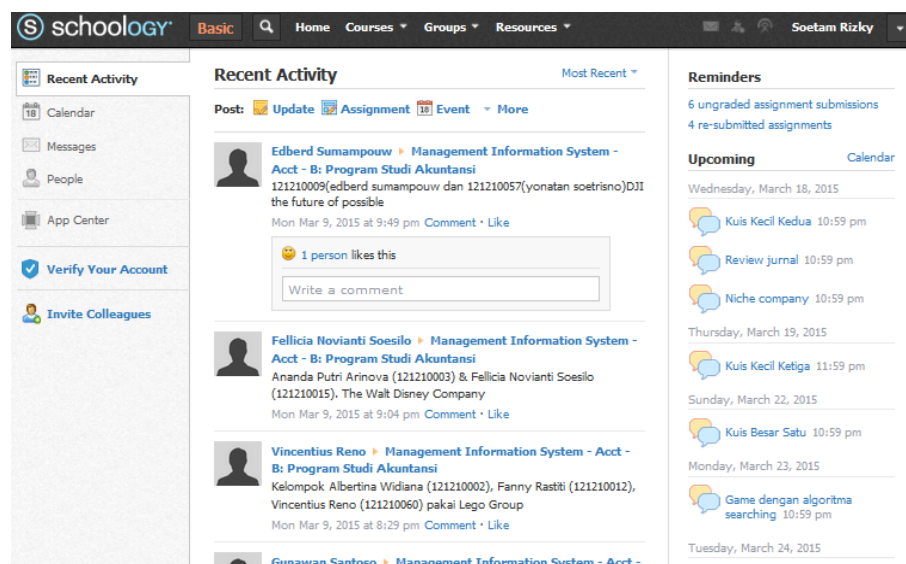 S schoology Basic Home Courses Groups Resources Soetam Rizky
Recent Activity
18 Calendar
Messages
People
App Center
Verify Your Account
Invite Colleagues
Recent Activity Most Recent
Post: Update Assignment 18 Event More
Edberd Sumampouw Management Information System -
Acct - B: Program Studi Akuntansi
121210009(edberd sumampouw dan 121210057(yonatan soetrisno)DJI
the future of possible
Mon Mar 9, 2015 at 9:49 pm Comment · Like
1 person likes this
Write a comment
Fellicia Novianti Soesilo Management Information System -
Acct - B: Program Studi Akuntansi
Ananda Putri Arinova (121210003) & Fellicia Novianti Soesilo
(121210015). The Walt Disney Company
Mon Mar 9, 2015 at 9:04 pm Comment · Like
Vincentius Reno Management Information System - Acct -
B: Program Studi Akuntansi
Kelompok Albertina Widiana (121210002), Fanny Rastiti (121210012),
Vincentius Reno (121210060) pakai Lego Group
Mon Mar 9, 2015 at 8:29 pm Comment · Like
Gunawan Santoso Management Information System - Acct -
Reminders
6 ungraded assignment submissions
4 re-submitted assignments
Upcoming Calendar
Wednesday, March 18, 2015
Kuis Kecil Kedua 10:59 pm
Review jurnal 10:59 pm
Niche company 10:59 pm
Thursday, March 19, 2015
Kuis Kecil Ketiga 11:59 pm
Sunday, March 22, 2015
Kuis Besar Satu 10:59 pm
Monday, March 23, 2015
Game dengan algoritma
searching 10:59 pm
Tuesday, March 24, 2015